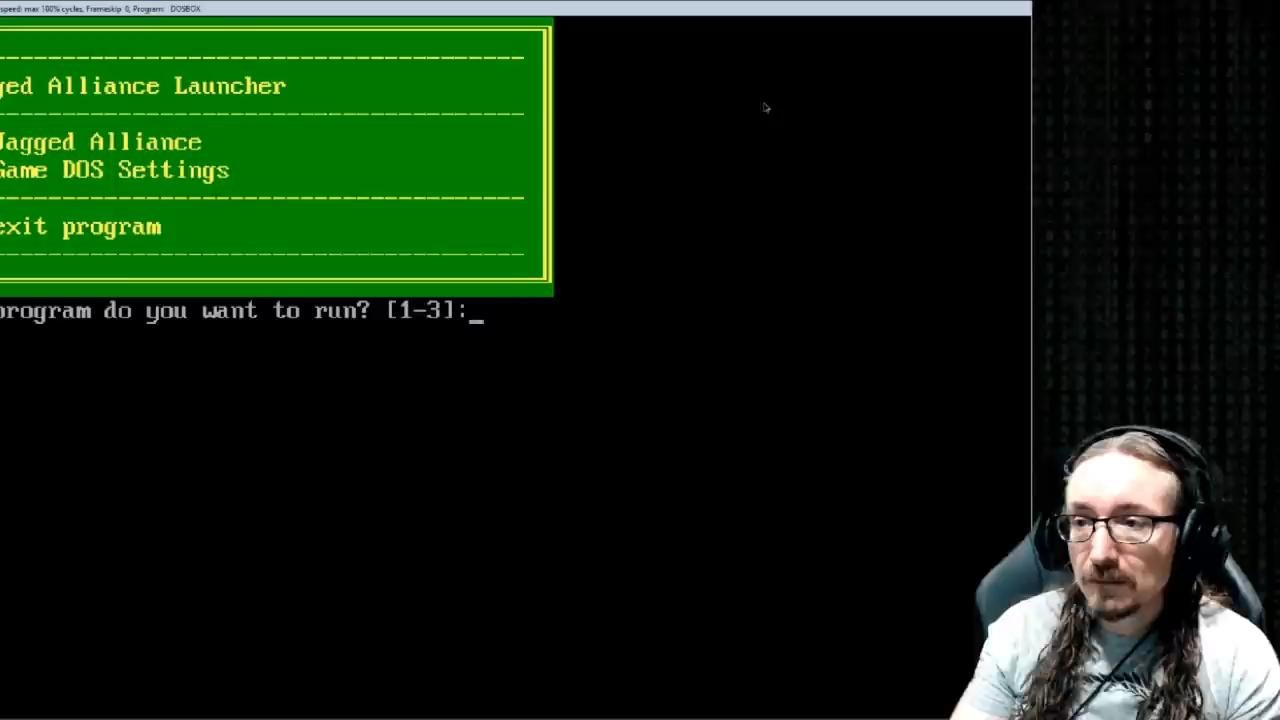 speed: max 100% cycles, Frameskip 0, Program: DOSBOX
ged Alliance Launcher
Jagged Alliance
Game DOS Settings
exit program
program do you want to run? [1-3]:_